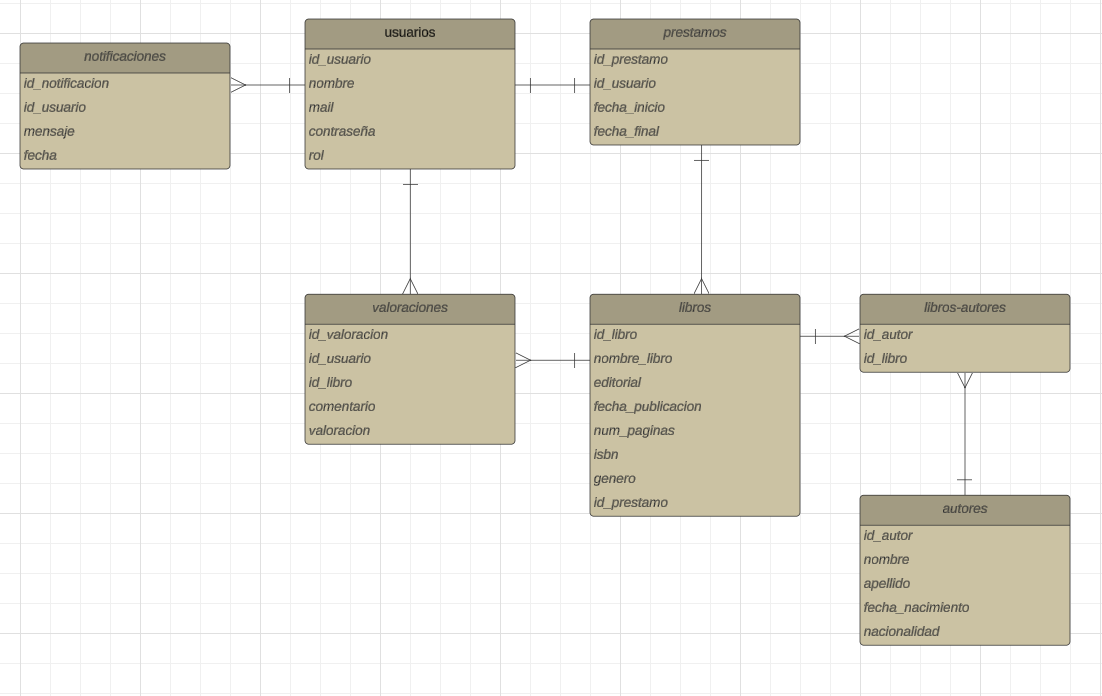 notificaciones
id_notificacion
id_usuario
mensaje
fecha
usuarios
id_usuario
nombre
mail
contraseña
rol
prestamos
id_prestamo
id_usuario
fecha_inicio
fecha_final
valoraciones
id_valoracion
id_usuario
id_libro
comentario
valoracion
libros
id_libro
nombre_libro
editorial
fecha_publicacion
num_paginas
isbn
genero
id_prestamo
libros-autores
id_autor
id_libro
autores
id_autor
nombre
apellido
fecha_nacimiento
nacionalidad